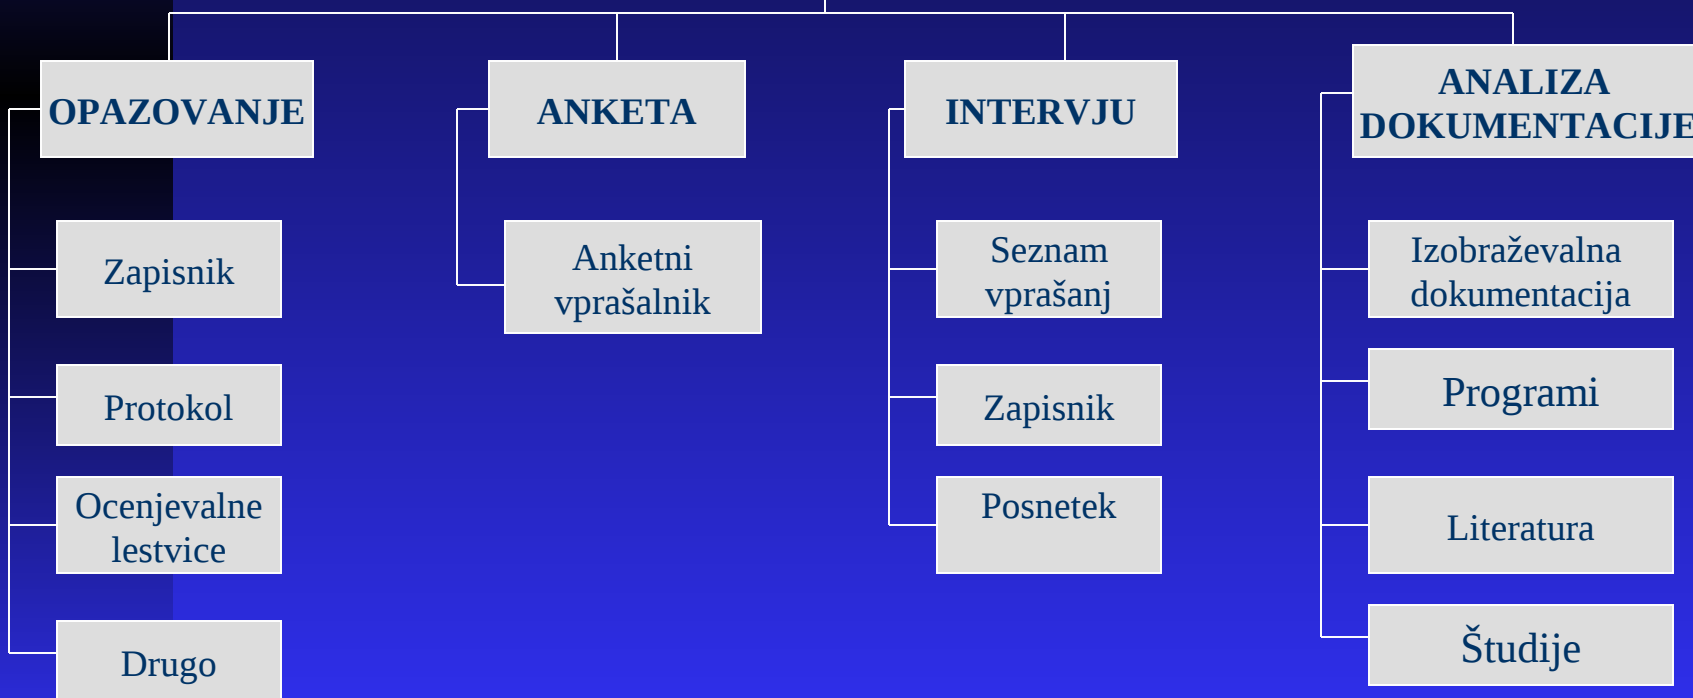 OPAZOVANJE
Zapisnik
Protokol
Ocenjevalne
lestvice
Drugo
ANKETA
Anketni
vprašalnik
INTERVJU
Seznam
vprašanj
Zapisnik
Posnetek
ANALIZA
DOKUMENTACIJE
Izobraževalna
dokumentacija
Programi
Literatura
Študije